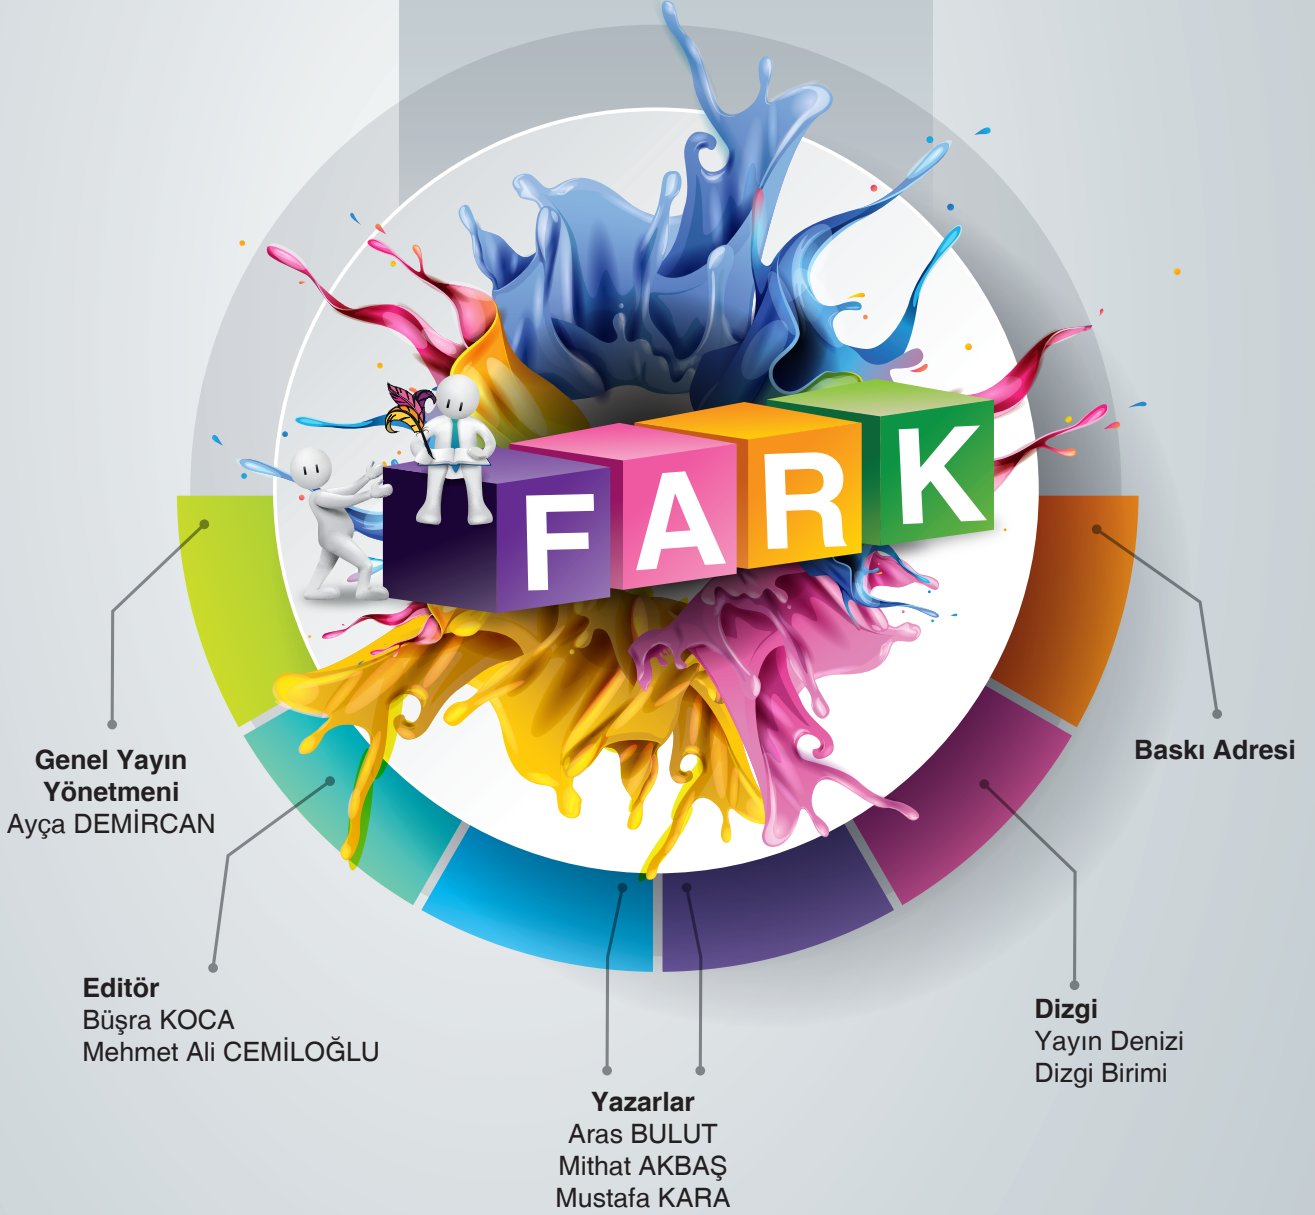 FARK
Genel Yayın
Yönetmeni
Ayça DEMİRCAN
Editör
Büşra KOCA
Mehmet Ali CEMİLOĞLU
Yazarlar
Aras BULUT
Mithat AKBAŞ
Mustafa KARA
Dizgi
Yayın Denizi
Dizgi Birimi
Baskı Adresi